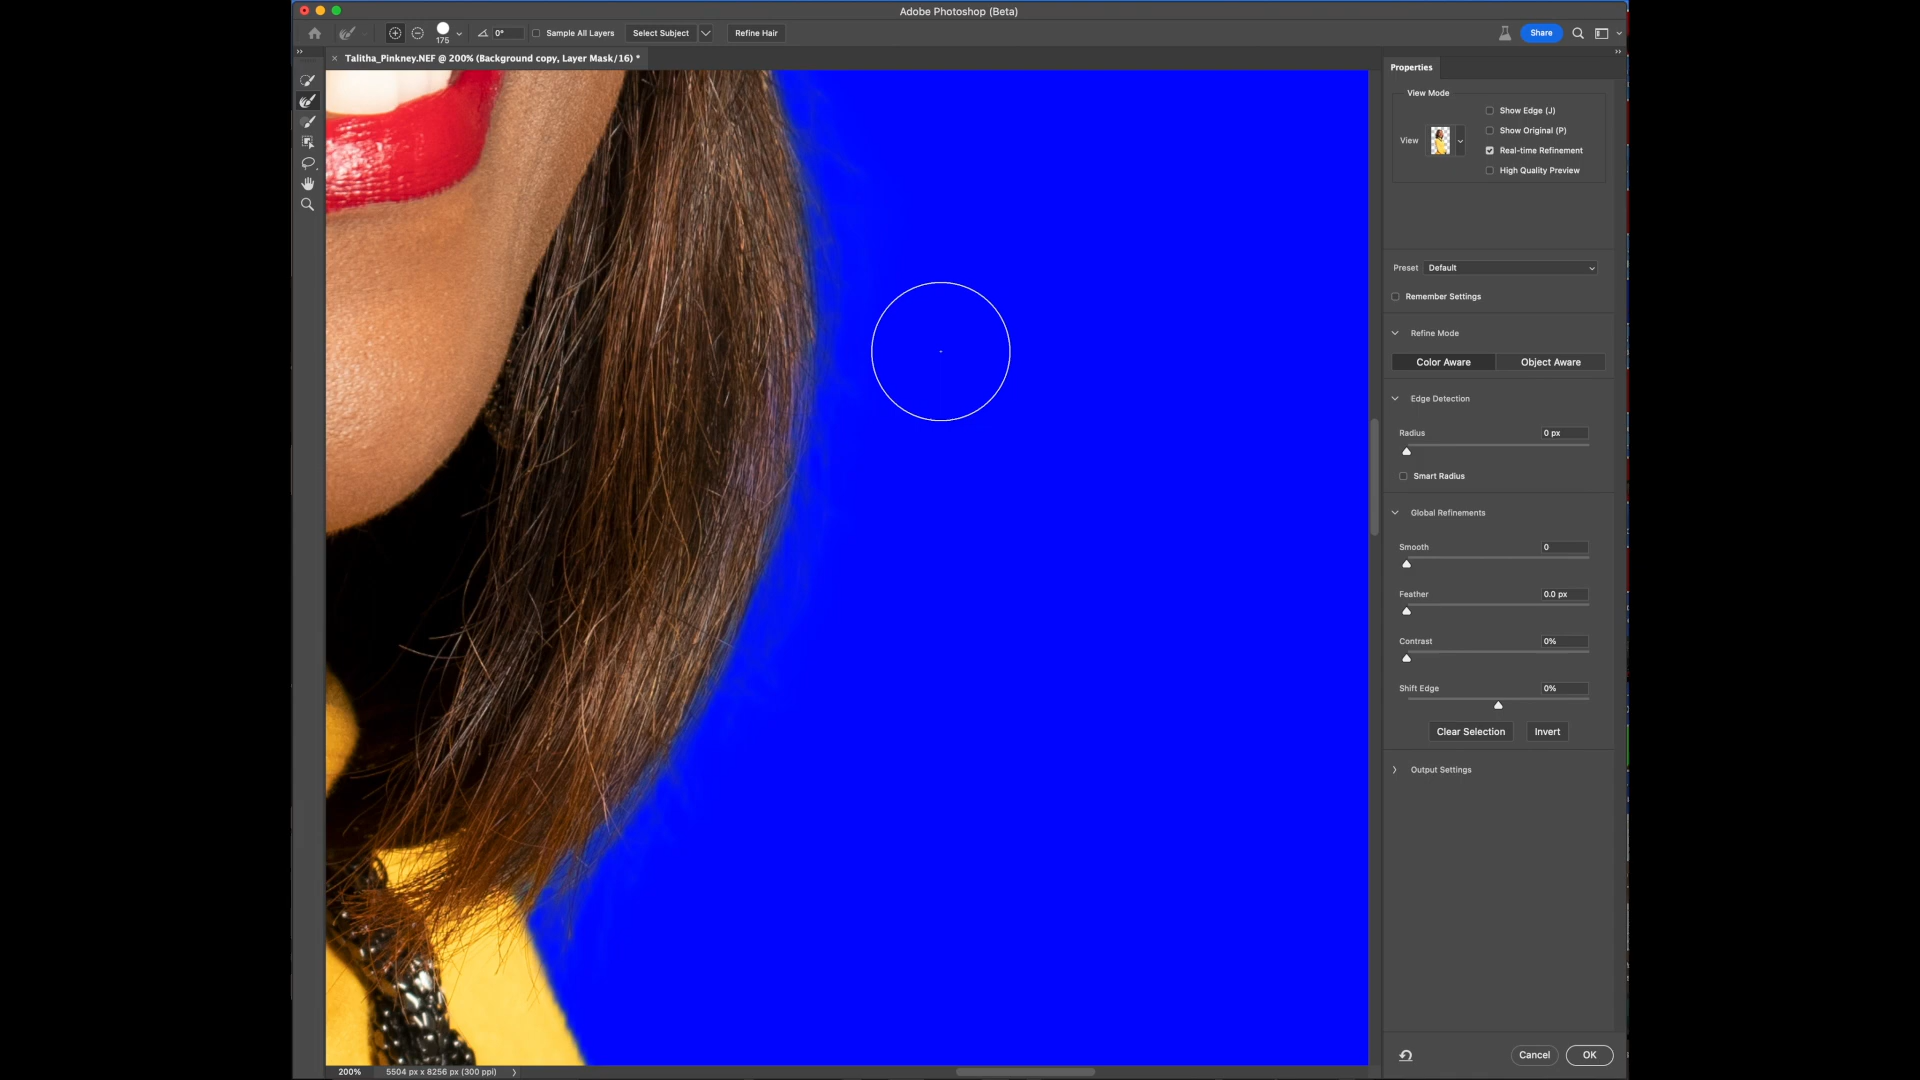 Adobe Photoshop (Beta)
175
0°
Sample All Layers
Select Subject
Refine Hair
Share
Talitha_Pinkney.NEF @ 200% (Background copy, Layer Mask/16) *
Properties
View Mode
Show Edge (J)
Show Original (P)
View
Real-time Refinement
High Quality Preview
Preset
Default
Remember Settings
Refine Mode
Color Aware
Object Aware
Edge Detection
Radius
0 px
Smart Radius
Global Refinements
Smooth
0
Feather
0.0 px
Contrast
0%
Shift Edge
0%
Clear Selection
Invert
Output Settings
Cancel
OK
200%
5504 px x 8256 px (300 ppi)